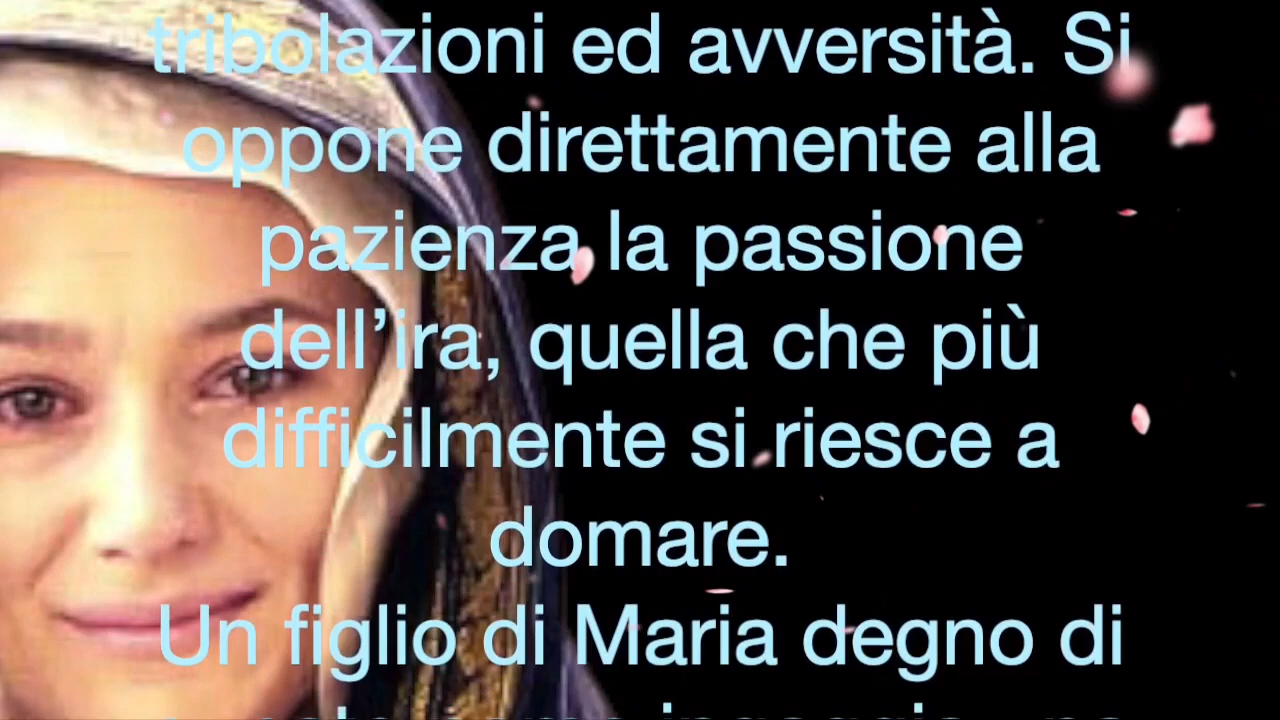 tribolazioni ed avversità. Si
oppone direttamente alla
pazienza la passione
dell’ira, quella che più
difficilmente si riesce a
domare.
Un figlio di Maria degno di